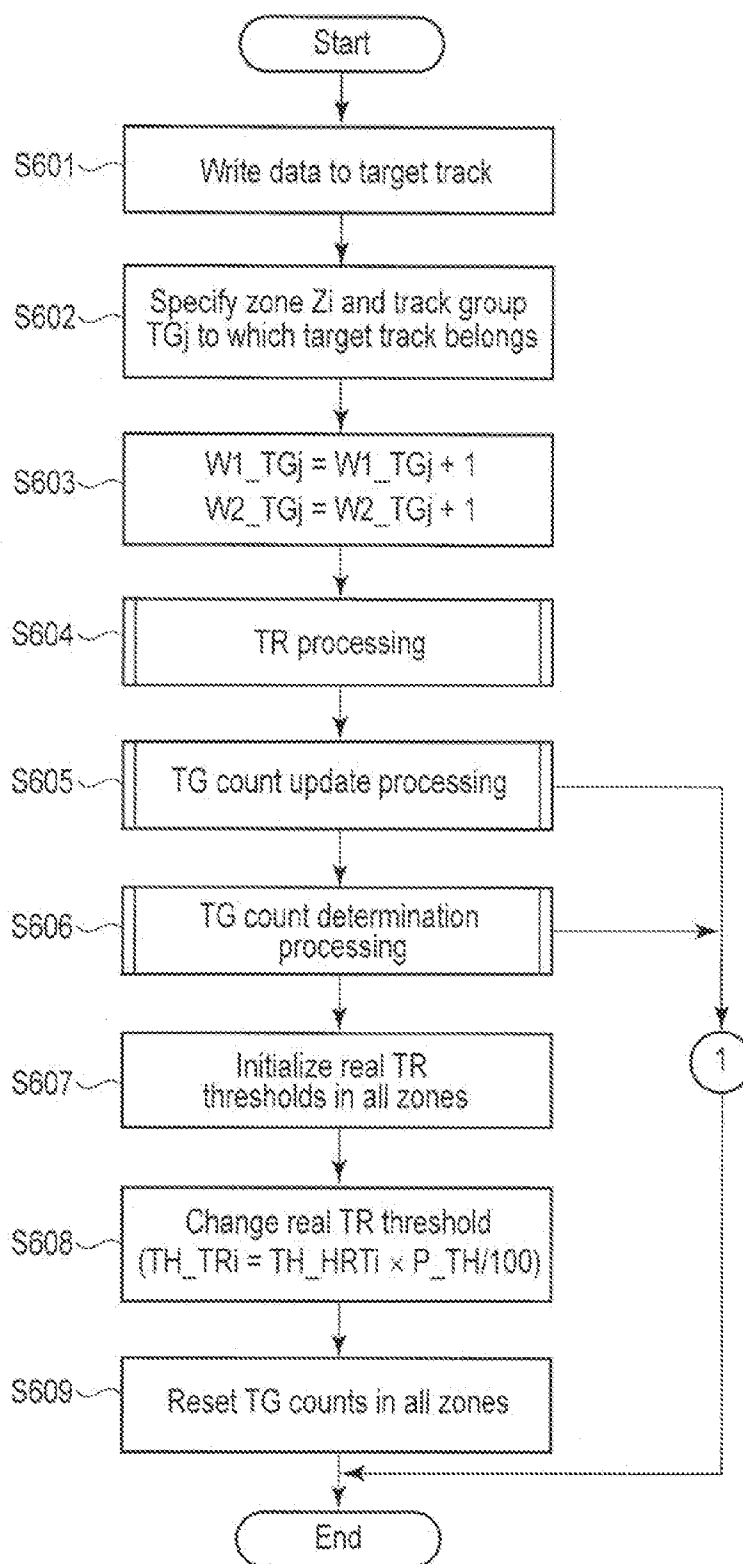 Start
S601
Write data to target track
S602
Specify zone Zi and track group
TGj to which target track belongs
S603
W1_TGj = W1_TGj + 1
W2_TGj = W2_TGj + 1
S604
TR processing
S605
TG count update processing
S606
TG count determination
processing
1
S607
Initialize real TR
thresholds in all zones
S608
Change real TR threshold
(TH_TRi = TH_HRTi × P_TH/100)
S609
Reset TG counts in all zones
End